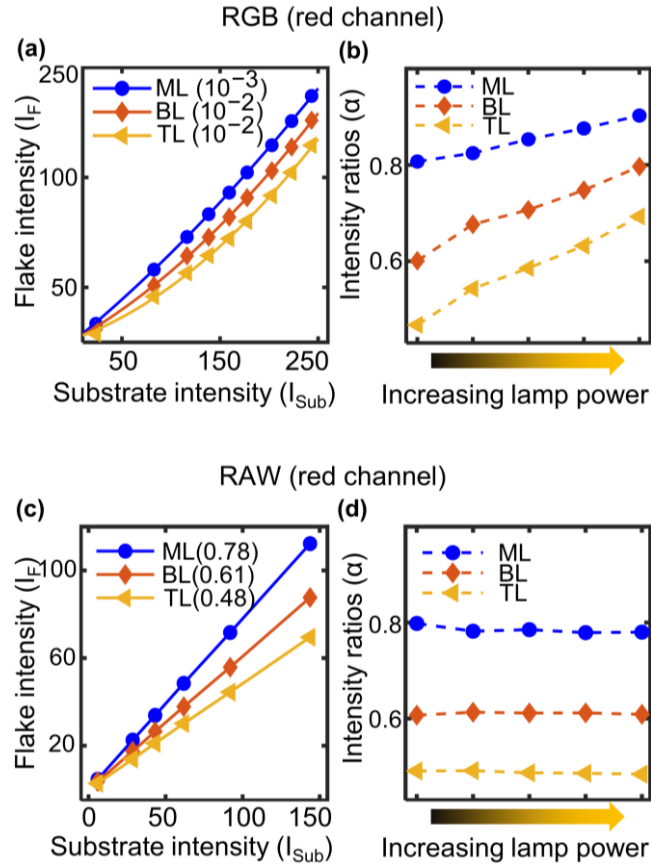 RGB (red channel)
(a)
250
100
50
50
150
250
Flake intensity (I_F)
Substrate intensity (I_Sub)
ML (10⁻³)
BL (10⁻²)
TL (10⁻²)
(b)
0.8
0.6
Intensity ratios (α)
ML
BL
TL
Increasing lamp power
RAW (red channel)
(c)
100
60
20
0
50
100
150
Flake intensity (I_F)
Substrate intensity (I_Sub)
ML(0.78)
BL(0.61)
TL(0.48)
(d)
0.8
0.6
Intensity ratios (α)
ML
BL
TL
Increasing lamp power